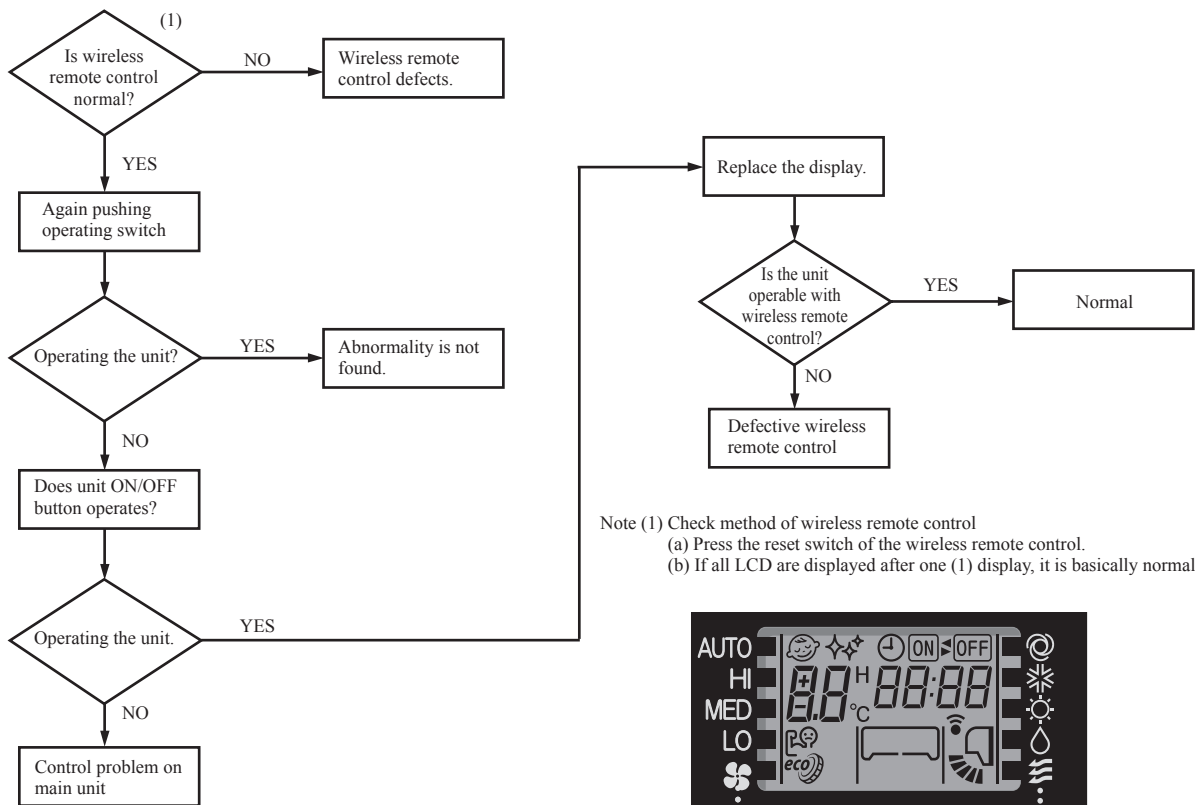 (1)
Is wireless
remote control
normal?
NO
Wireless remote
control defects.
YES
Again pushing
operating switch
Operating the unit?
YES
Abnormality is not
found.
NO
Does unit ON/OFF
button operates?
Operating the unit.
YES
NO
Control problem on
main unit
Replace the display.
Is the unit
operable with
wireless remote
control?
YES
Normal
NO
Defective wireless
remote control
Note (1) Check method of wireless remote control
(a) Press the reset switch of the wireless remote control.
(b) If all LCD are displayed after one (1) display, it is basically normal
AUTO
HI
MED
LO
ON
OFF
8.8
H
88:88
°C
eco